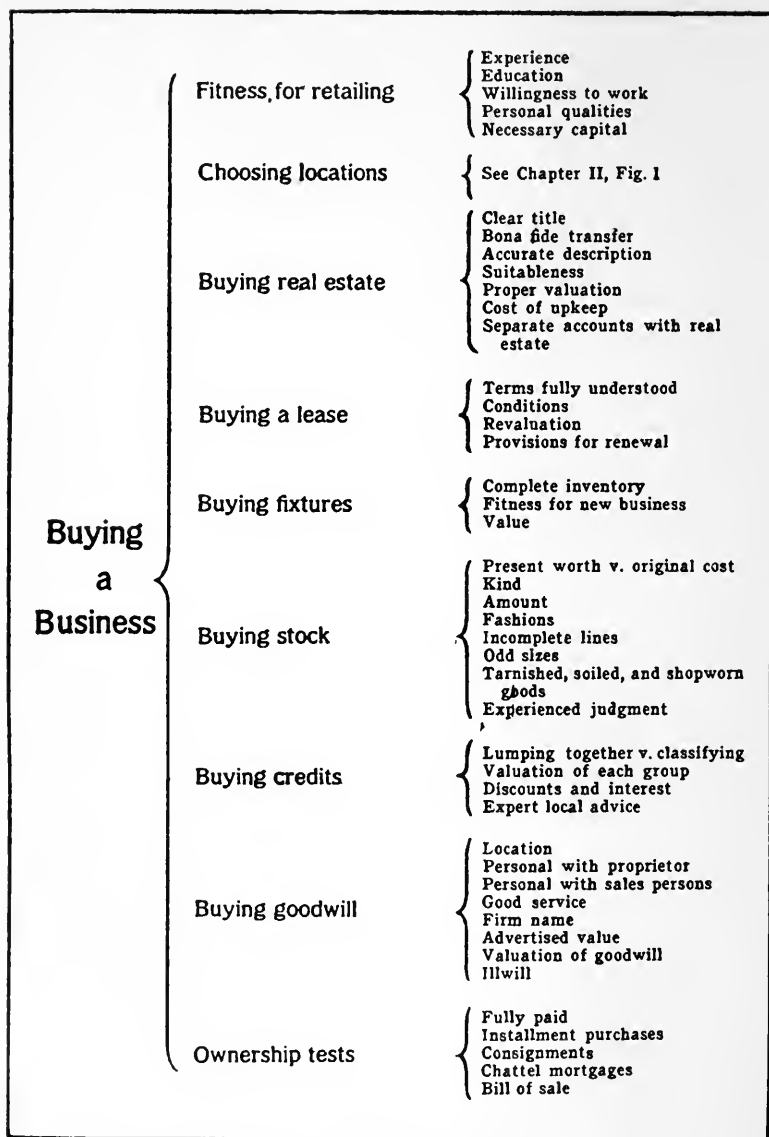 Fitness for retailing
Experience
Education
Willingness to work
Personal qualities
Necessary capital
Choosing locations
See Chapter II, Fig. 1
Buying real estate
Clear title
Bona fide transfer
Accurate description
Suitableness
Proper valuation
Cost of upkeep
Separate accounts with real
estate
Buying a lease
Terms fully understood
Conditions
Revaluation
Provisions for renewal
Buying fixtures
Complete inventory
Fitness for new business
Value
Buying
a
Business
Buying stock
Present worth v. original cost
Kind
Amount
Fashions
Incomplete lines
Odd sizes
Tarnished, soiled, and shopworn
goods
Experienced judgment
Buying credits
Lumping together v. classifying
Valuation of each group
Discounts and interest
Expert local advice
Buying goodwill
Location
Personal with proprietor
Personal with sales persons
Good service
Firm name
Advertised value
Valuation of goodwill
Illwill
Ownership tests
Fully paid
Installment purchases
Consignments
Chattel mortgages
Bill of sale